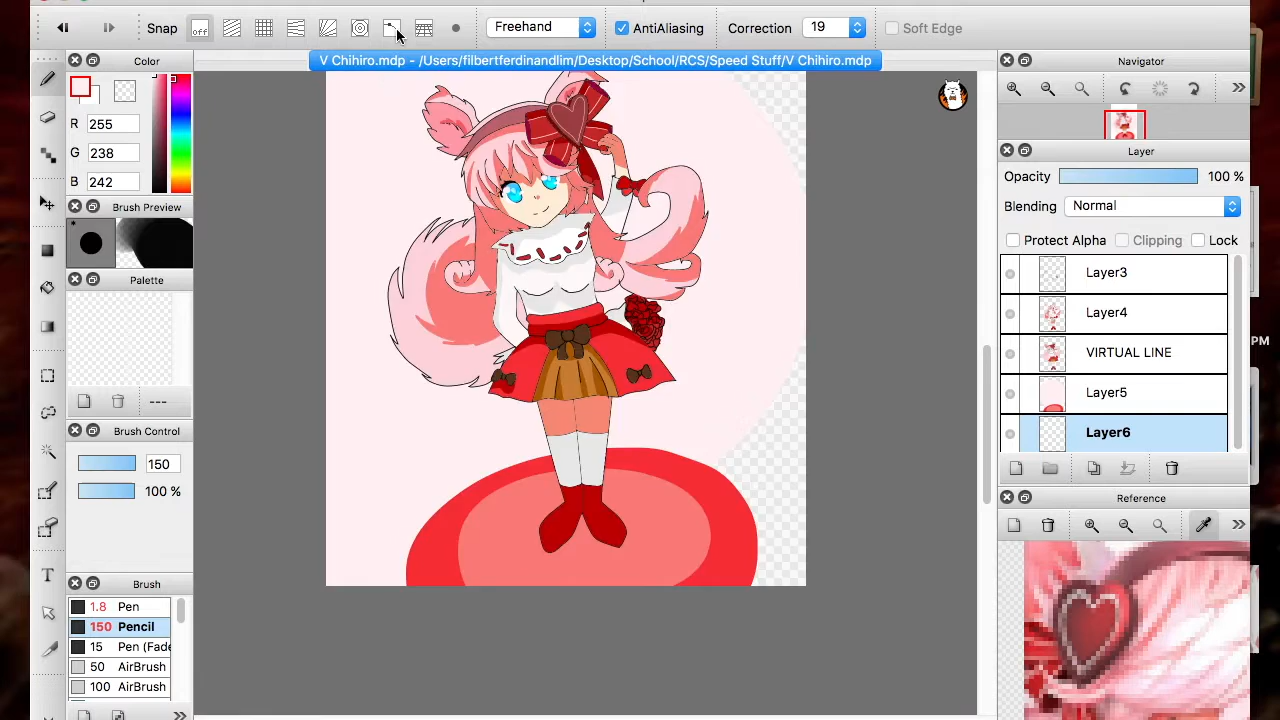 Snap off Freehand AntiAliasing Correction 19 Soft Edge
V Chihiro.mdp - /Users/filbertferdinandlim/Desktop/School/RCS/Speed Stuff/V Chihiro.mdp
Color
R 255
G 238
B 242
Brush Preview
*
Palette
---
Brush Control
150
100 %
Brush
1.8 Pen
150 Pencil
15 Pen (Fade
50 AirBrush
100 AirBrush
T
Navigator
Layer
Opacity 100 %
Blending Normal
Protect Alpha Clipping Lock
Layer3
Layer4
VIRTUAL LINE
Layer5
Layer6
Reference
PM